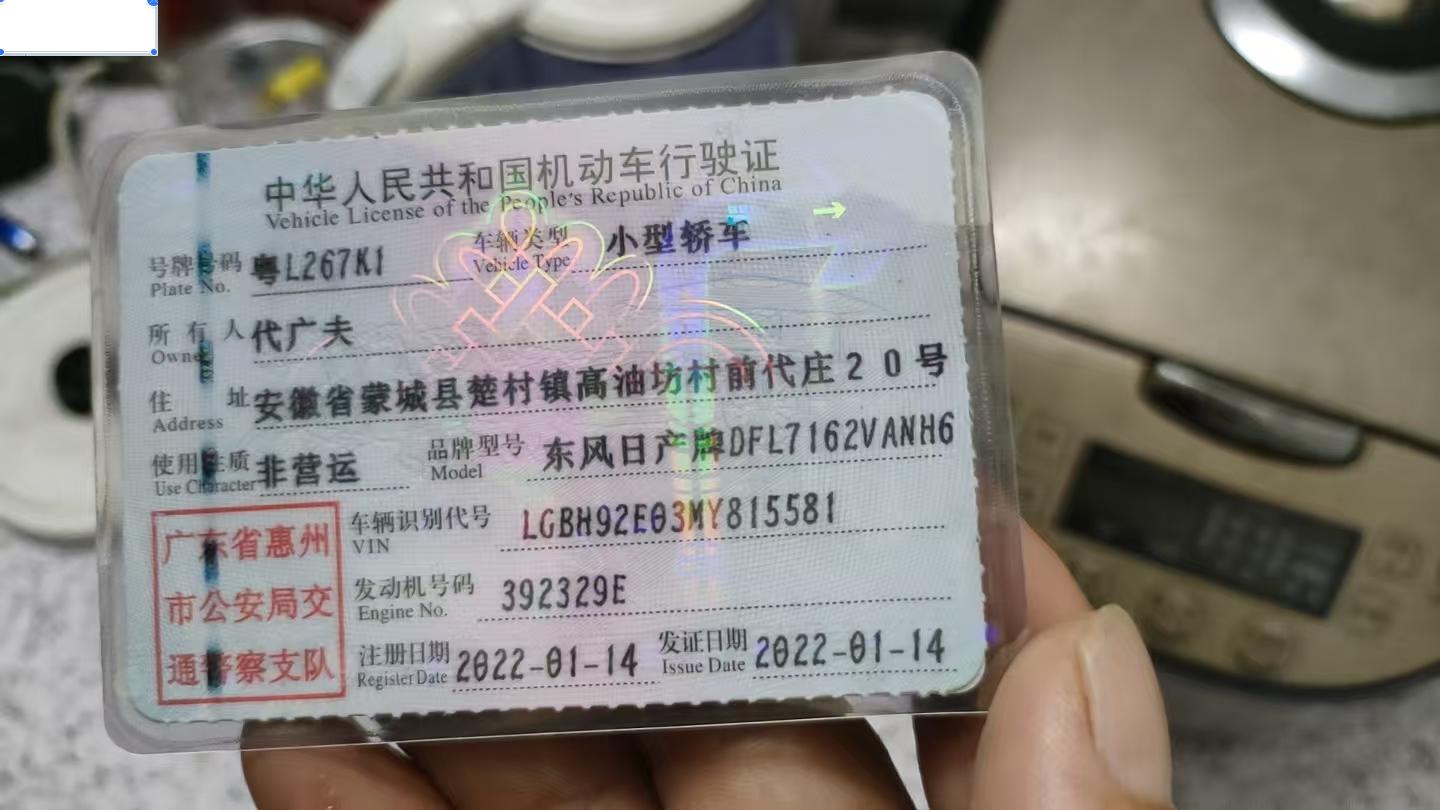 中华人民共和国机动车行驶证
Vehicle License of the People's Republic of China
号牌号码 粤L267K1 车辆类型 小型轿车
Plate No. Vehicle Type
所有人 代广夫
Owner
住址 安徽省蒙城县楚村镇高油坊村前代庄20号
Address
使用性质 非营运 品牌型号 东风日产牌DFL7162VANH6
Use Character Model
广东省惠州
市公安局交
通警察支队
车辆识别代号 LGBH92E03MY815581
VIN
发动机号码 392329E
Engine No.
注册日期 2022-01-14 发证日期 2022-01-14
Register Date Issue Date